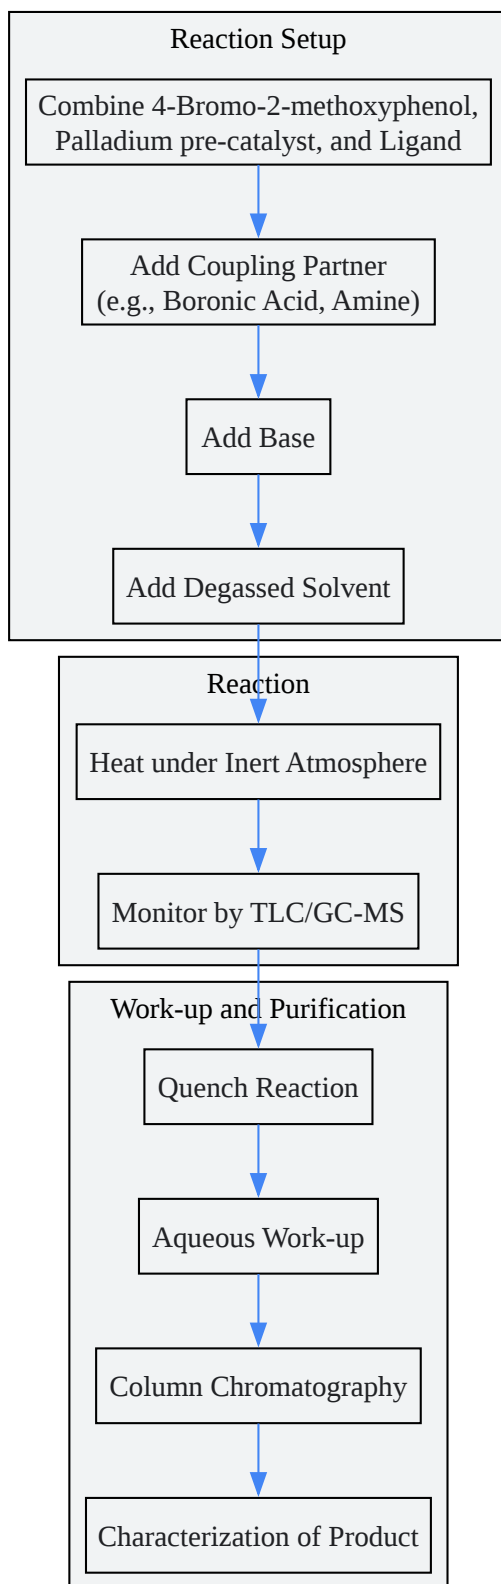 Reaction Setup
Combine 4-Bromo-2-methoxyphenol,
Palladium pre-catalyst, and Ligand
Add Coupling Partner
(e.g., Boronic Acid, Amine)
Add Base
Add Degassed Solvent
Reaction
Heat under Inert Atmosphere
Monitor by TLC/GC-MS
Work-up and Purification
Quench Reaction
Aqueous Work-up
Column Chromatography
Characterization of Product